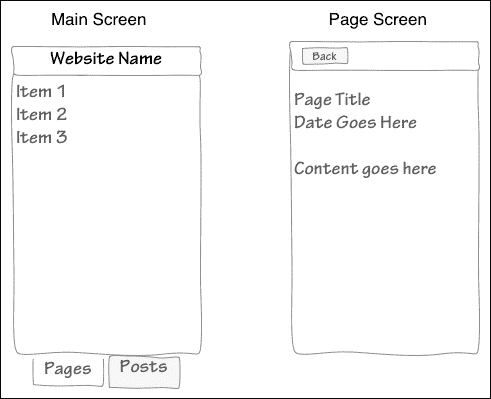 Main Screen
Page Screen
Website Name
Item 1
Item 2
Item 3
Pages
Posts
Back
Page Title
Date Goes Here
Content goes here